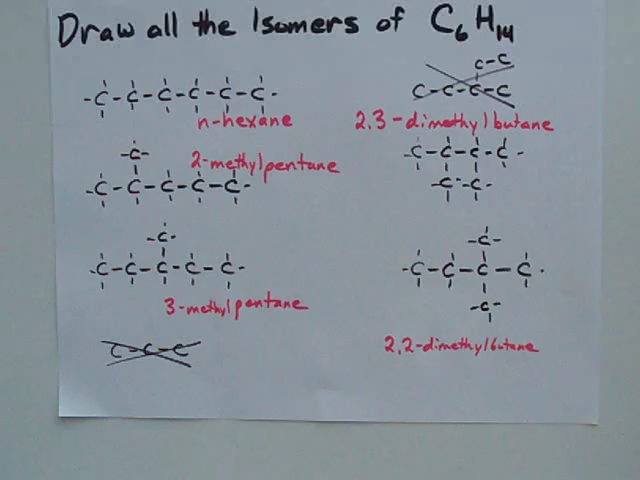 Draw all the Isomers of C6H14
-C-C-C-C-C-C-
n-hexane
-C-
2-methylpentane
-C-C-C-C-C-
-C-
-C-C-C-C-C-
3-methylpentane
C-C-C
C-C
C-C-C-C
2,3-dimethylbutane
-C-C-C-C-
-C-C-
-C-
-C-C-C-C-
-C-
2,2-dimethylbutane